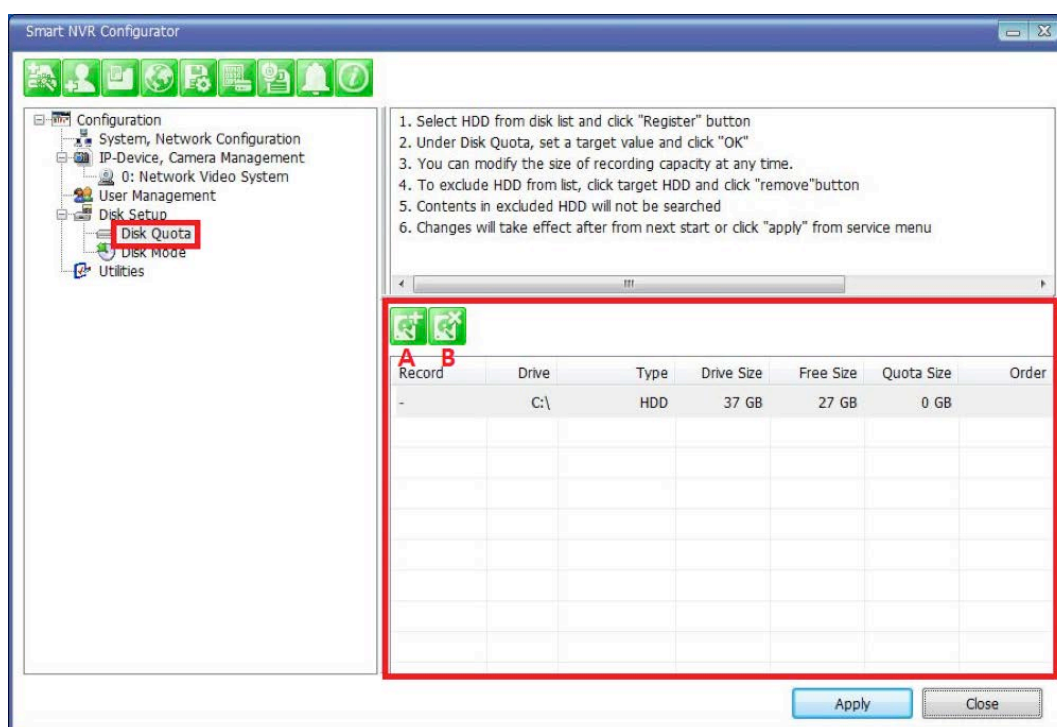 Smart NVR Configurator
Configuration
System, Network Configuration
IP-Device, Camera Management
0: Network Video System
User Management
Disk Setup
Disk Quota
Disk Mode
Utilities
1. Select HDD from disk list and click "Register" button
2. Under Disk Quota, set a target value and click "OK"
3. You can modify the size of recording capacity at any time.
4. To exclude HDD from list, click target HDD and click "remove"button
5. Contents in excluded HDD will not be searched
6. Changes will take effect after from next start or click "apply" from service menu
A B
Record Drive Type Drive Size Free Size Quota Size Order
- C:\ HDD 37 GB 27 GB 0 GB
Apply Close